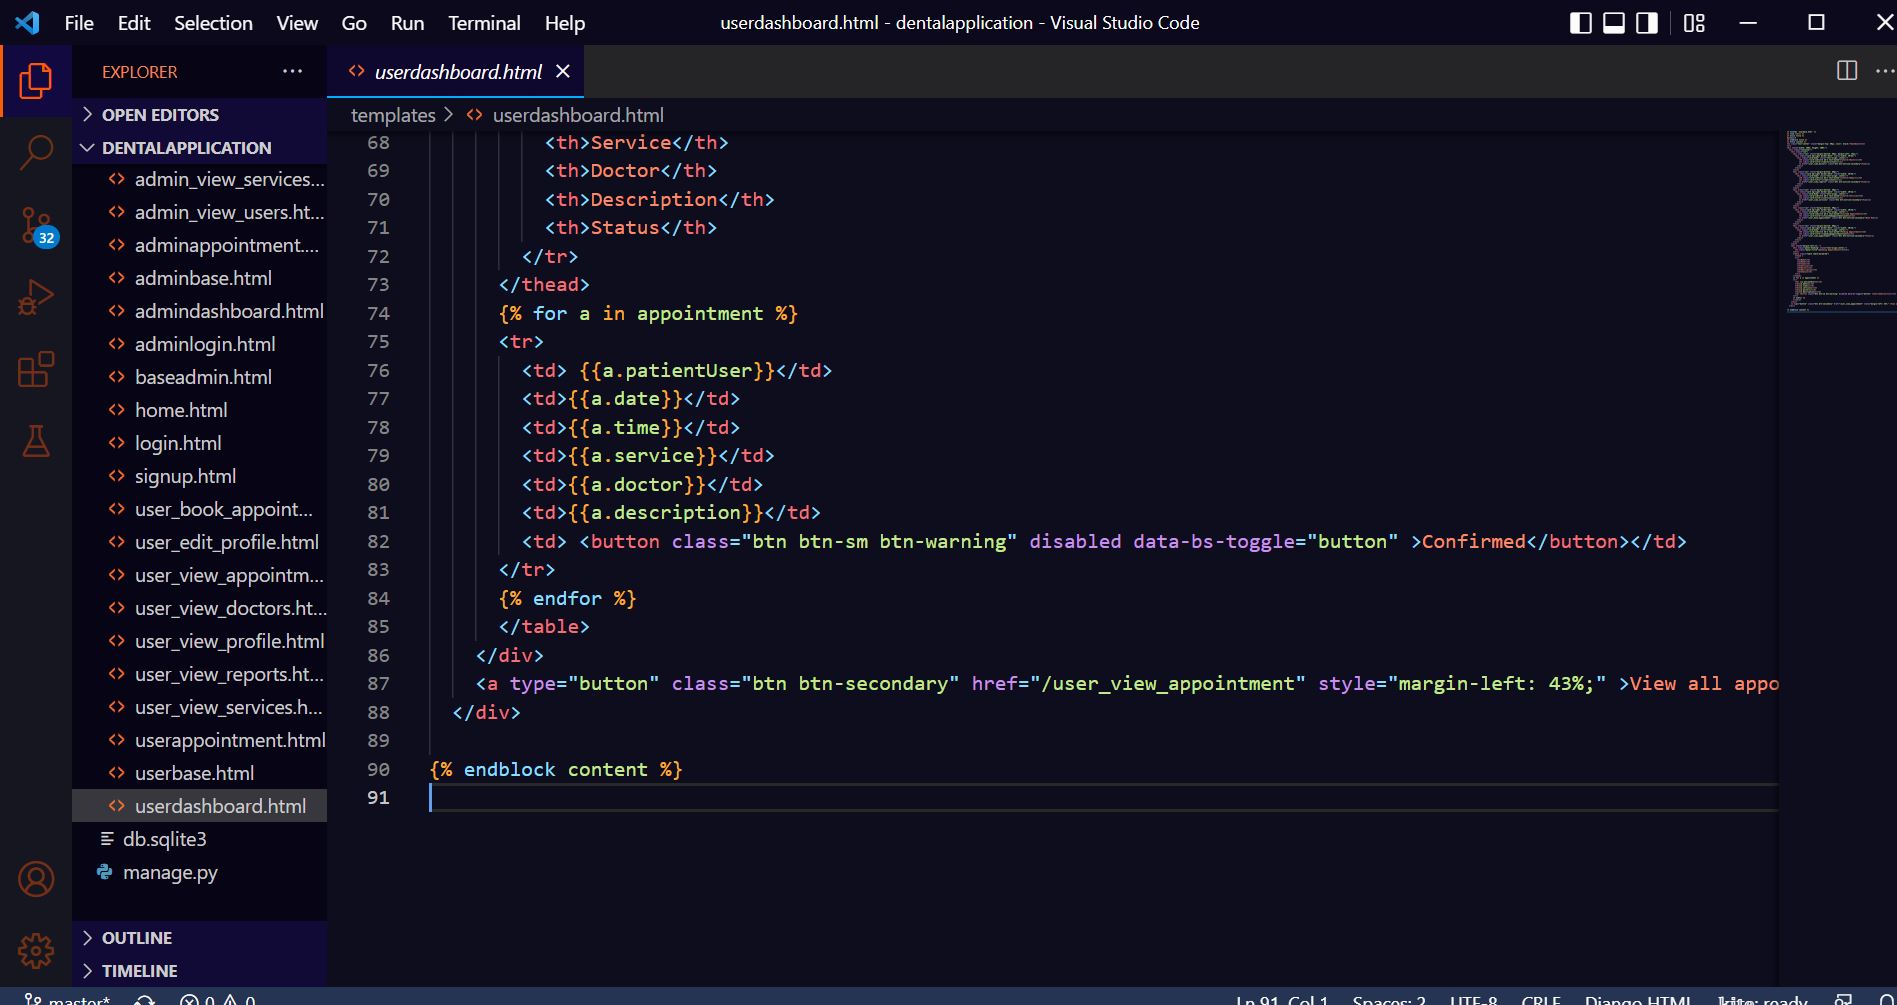 File Edit Selection View Go Run Terminal Help
userdashboard.html - dentalapplication - Visual Studio Code
EXPLORER
userdashboard.html
OPEN EDITORS
DENTALAPPLICATION
admin_view_services...
admin_view_users.ht...
adminappointment....
adminbase.html
admindashboard.html
adminlogin.html
baseadmin.html
home.html
login.html
signup.html
user_book_appoint...
user_edit_profile.html
user_view_appointm...
user_view_doctors.ht...
user_view_profile.html
user_view_reports.ht...
user_view_services.h...
userappointment.html
userbase.html
userdashboard.html
db.sqlite3
manage.py
OUTLINE
TIMELINE
32
templates > userdashboard.html
68 <th>Service</th>
69 <th>Doctor</th>
70 <th>Description</th>
71 <th>Status</th>
72 </tr>
73 </thead>
74 {% for a in appointment %}
75 <tr>
76 <td> {{a.patientUser}}</td>
77 <td>{{a.date}}</td>
78 <td>{{a.time}}</td>
79 <td>{{a.service}}</td>
80 <td>{{a.doctor}}</td>
81 <td>{{a.description}}</td>
82 <td> <button class="btn btn-sm btn-warning" disabled data-bs-toggle="button" >Confirmed</button></td>
83 </tr>
84 {% endfor %}
85 </table>
86 </div>
87 <a type="button" class="btn btn-secondary" href="/user_view_appointment" style="margin-left: 43%;" >View all appo
88 </div>
89
90 {% endblock content %}
91
master* 0 0 Ln 91, Col 1 Spaces: 2 UTF-8 CRLF Django HTML kite: ready